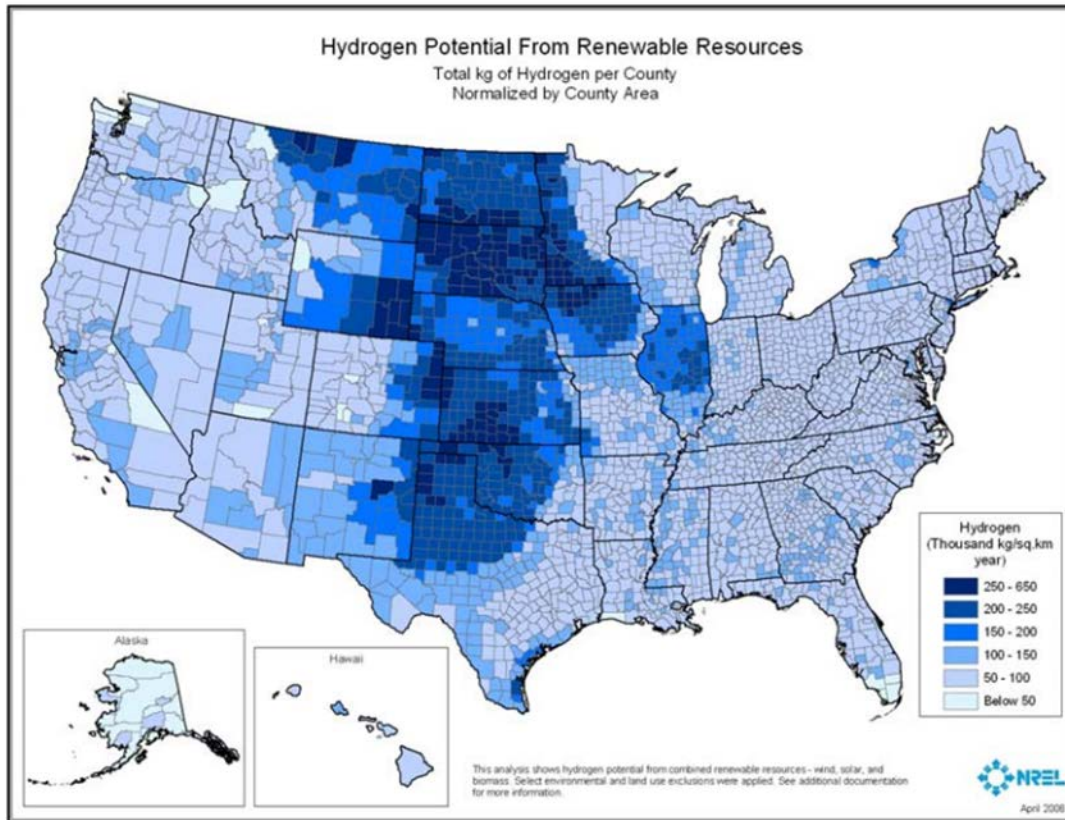 Hydrogen Potential From Renewable Resources
Total kg of Hydrogen per County
Normalized by County Area
Hydrogen
(Thousand kg/sq.km
year)
250 - 650
200 - 250
150 - 200
100 - 150
50 - 100
Below 50
Alaska
Hawaii
This analysis shows hydrogen potential from combined renewable resources - wind, solar, and
biomass. Select environmental and land use exclusions were applied. See additional documentation
for more information.
NREL
April 2006